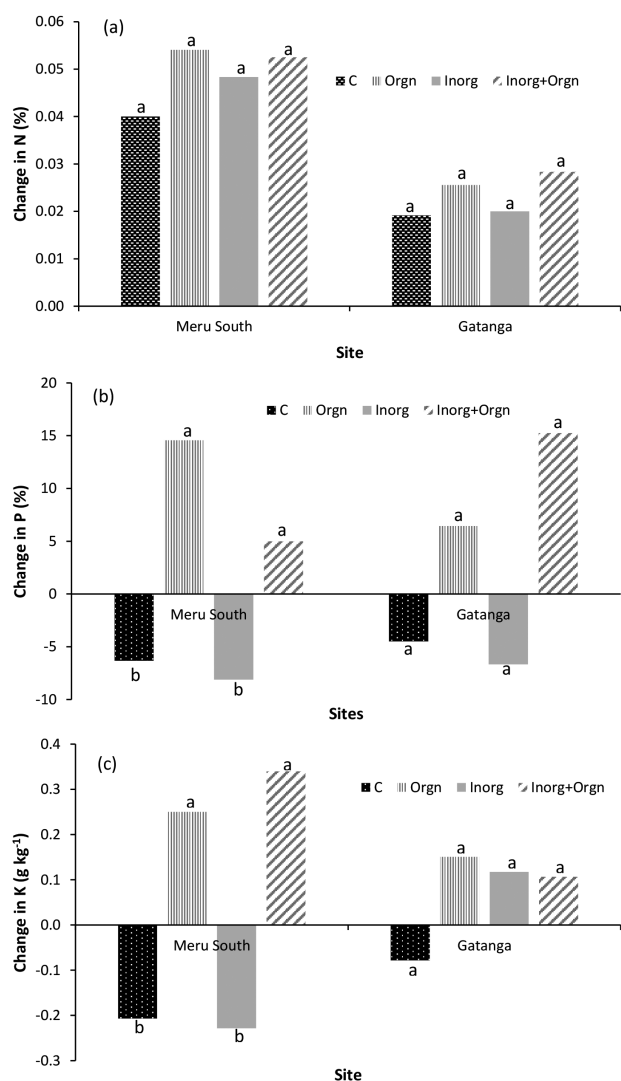 (a)
0.06
0.05
0.04
0.03
0.02
0.01
0.00
Change in N (%)
C Orgn Inorg Inorg+Orgn
a a a a a a a a
Meru South Gatanga
Site
(b)
20
15
10
5
0
-5
-10
Change in P (%)
C Orgn Inorg Inorg+Orgn
a a a a
Meru South Gatanga
b b a a
Sites
(c)
0.4
0.3
0.2
0.1
0.0
-0.1
-0.2
-0.3
Change in K (g kg-1)
C Orgn Inorg Inorg+Orgn
a a a a a
Meru South Gatanga
b b a
Site